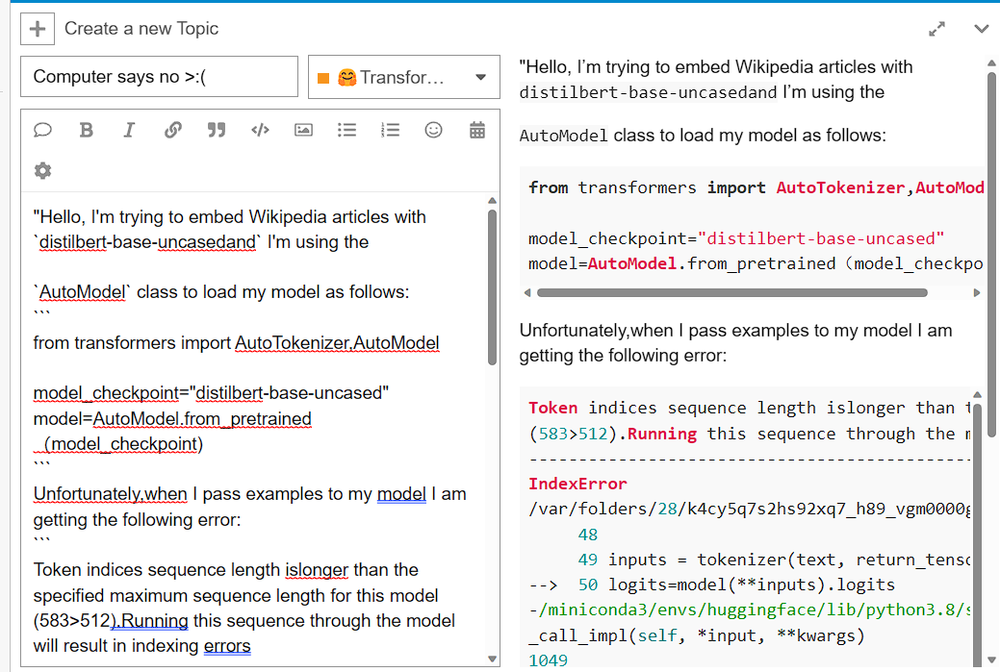 Create a new Topic
Computer says no >:(
🤗 Transfor…
"Hello, I'm trying to embed Wikipedia articles with
`distilbert-base-uncasedand` I'm using the
`AutoModel` class to load my model as follows:
```
from transformers import AutoTokenizer,AutoModel
model_checkpoint="distilbert-base-uncased"
model=AutoModel.from_pretrained
（model_checkpoint)
```
Unfortunately,when I pass examples to my model I am
getting the following error:
```
Token indices sequence length islonger than the
specified maximum sequence length for this model
(583>512).Running this sequence through the model
will result in indexing errors
"Hello, I’m trying to embed Wikipedia articles with
distilbert-base-uncasedand I’m using the
AutoModel class to load my model as follows:
from transformers import AutoTokenizer,AutoMod
model_checkpoint="distilbert-base-uncased"
model=AutoModel.from_pretrained（model_checkpo
Unfortunately,when I pass examples to my model I am
getting the following error:
Token indices sequence length islonger than
(583>512).Running this sequence through the
--------------------------------------------
IndexError
/var/folders/28/k4cy5q7s2hs92xq7_h89_vgm0000g
48
49 inputs = tokenizer(text, return_tens
--> 50 logits=model(**inputs).logits
-/miniconda3/envs/huggingface/lib/python3.8/s
_call_impl(self, *input, **kwargs)
1049